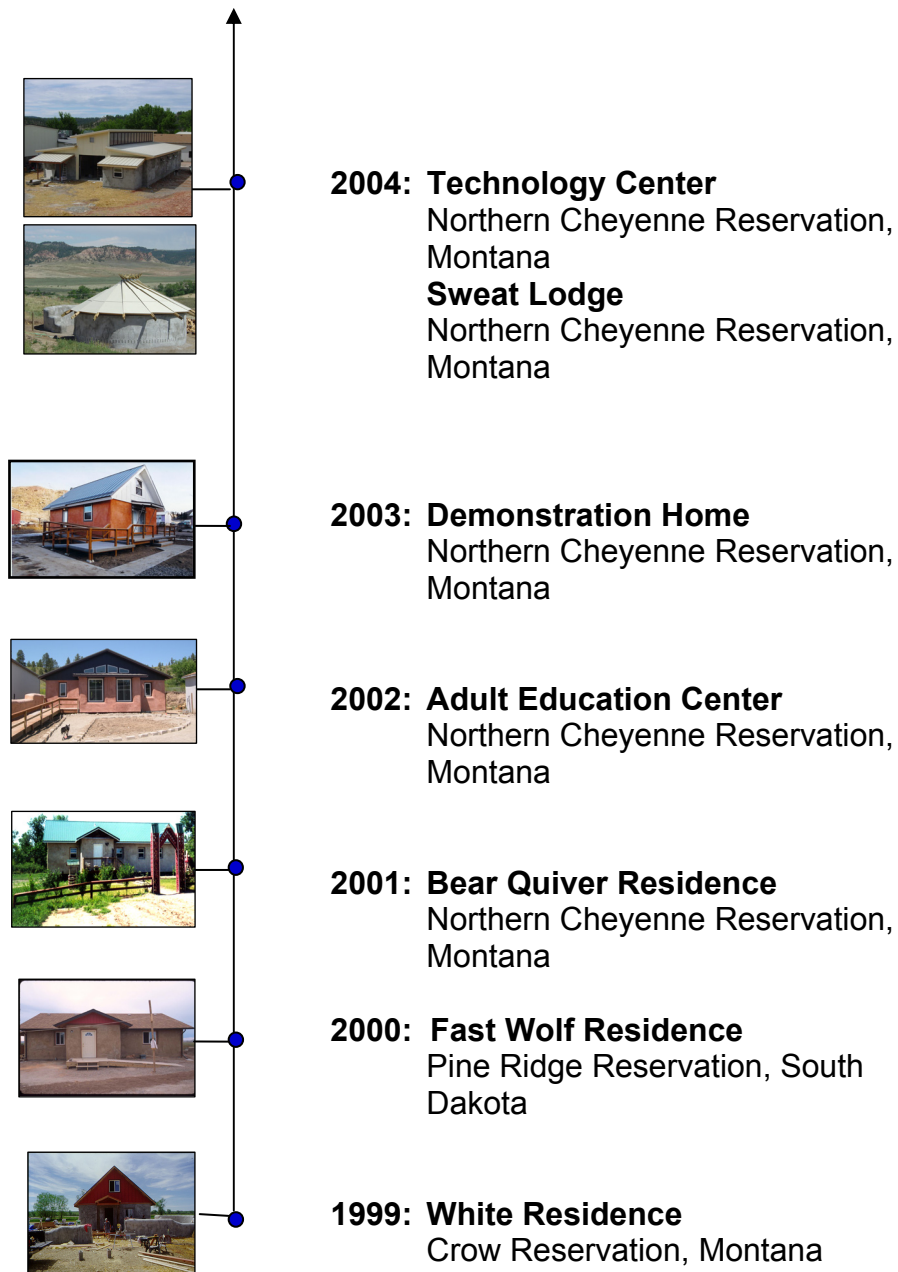 2004: Technology Center
Northern Cheyenne Reservation,
Montana
Sweat Lodge
Northern Cheyenne Reservation,
Montana
2003: Demonstration Home
Northern Cheyenne Reservation,
Montana
2002: Adult Education Center
Northern Cheyenne Reservation,
Montana
2001: Bear Quiver Residence
Northern Cheyenne Reservation,
Montana
2000: Fast Wolf Residence
Pine Ridge Reservation, South
Dakota
1999: White Residence
Crow Reservation, Montana